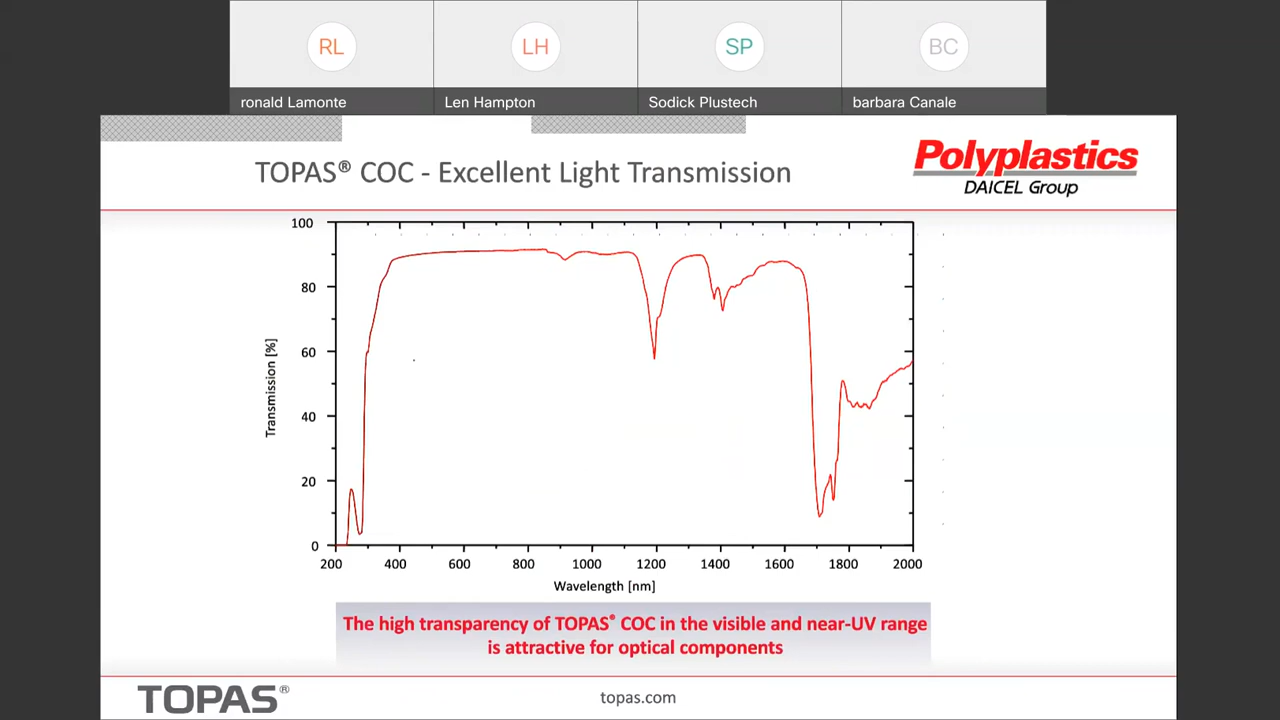 RL
LH
SP
BC
ronald Lamonte
Len Hampton
Sodick Plustech
barbara Canale
TOPAS® COC - Excellent Light Transmission
Polyplastics
DAICEL Group
100
80
60
40
20
0
Transmission [%]
200 400 600 800 1000 1200 1400 1600 1800 2000
Wavelength [nm]
The high transparency of TOPAS® COC in the visible and near-UV range
is attractive for optical components
TOPAS®
topas.com